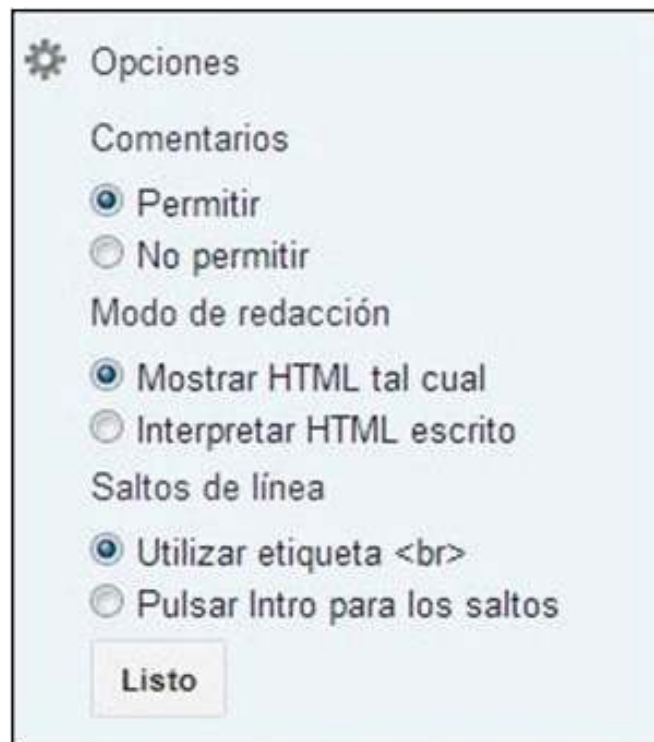 Opciones
Comentarios
Permitir
No permitir
Modo de redacción
Mostrar HTML tal cual
Interpretar HTML escrito
Saltos de línea
Utilizar etiqueta <br>
Pulsar Intro para los saltos
Listo